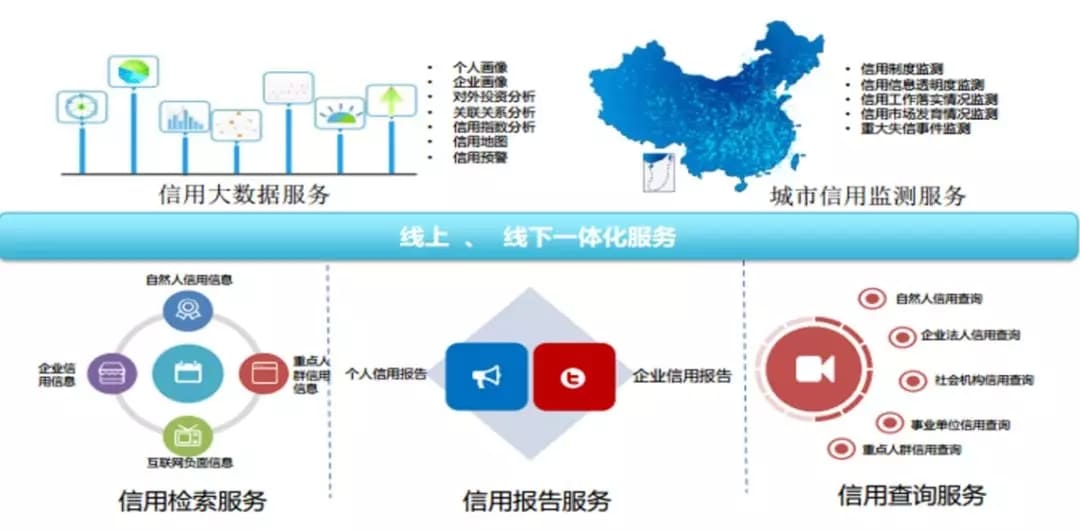 个人画像
企业画像
对外投资分析
关联关系分析
信用指数分析
信用地图
信用预警
信用大数据服务
信用制度监测
信用信息透明度监测
信用工作落实情况监测
信用市场发育情况监测
重大失信事件监测
城市信用监测服务
线上 、 线下一体化服务
自然人信用信息
企业信
用信息
重点人
群信用
信息
互联网负面信息
信用检索服务
个人信用报告
企业信用报告
信用报告服务
自然人信用查询
企业法人信用查询
社会机构信用查询
事业单位信用查询
重点人群信用查询
信用查询服务